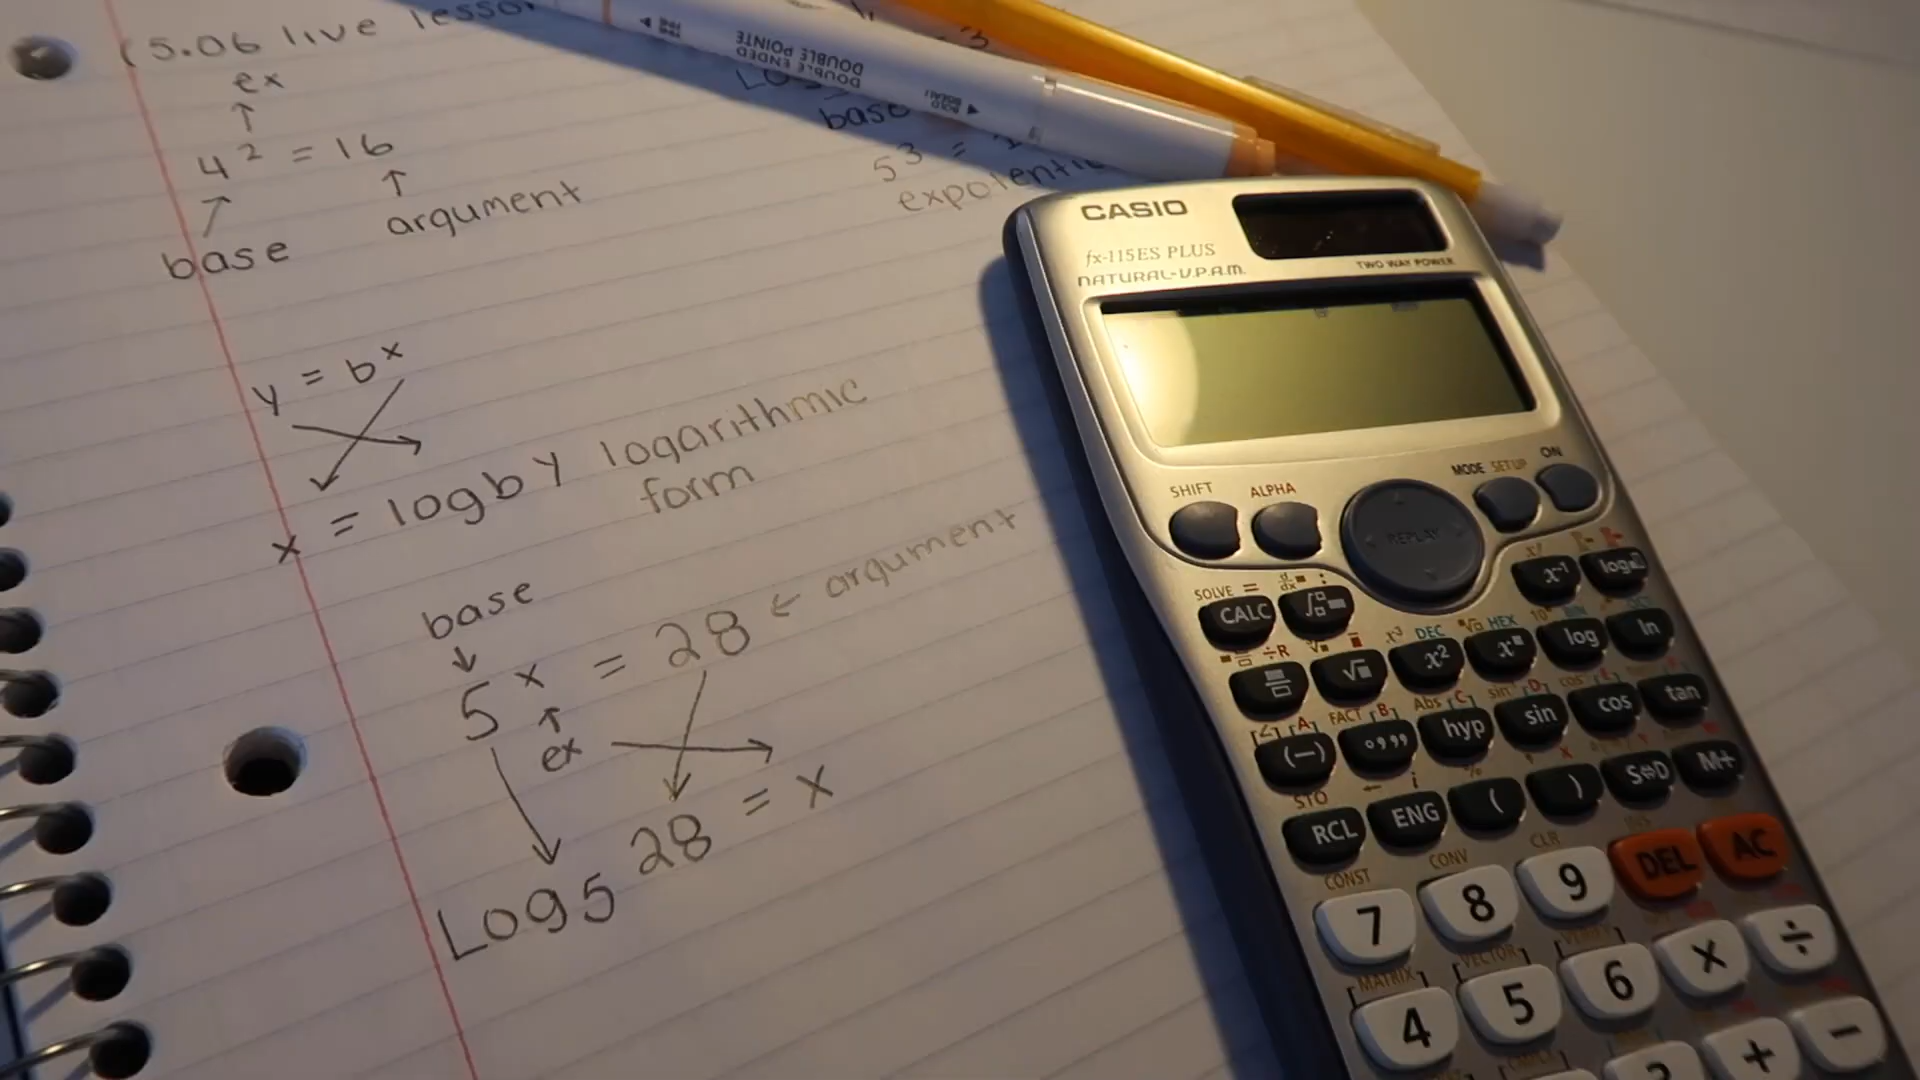 (5.06 live lesso
ex
4² = 16
argument
base
base
5³ =
y = bˣ
x = logb y logarithmic
form
base
5ˣ = 28 ← argument
ex
Log5 28 = x
DOUBLE ENDED
DOUBLE POINTE
CASIO
fx-115ES PLUS
NATURAL-V.P.A.M.
TWO WAY POWER
SHIFT ALPHA MODE SETUP ON
REPLAY
SOLVE =
CALC x⁻¹ log
x³ DEC HEX
√ x² xⁿ log ln
FACT Abs
(−) °'" hyp sin cos tan
STO
RCL ENG ( ) S⇔D M+
CONST CONV CLR
7 8 9 DEL AC
MATRIX VECTOR
4 5 6 × ÷
+ −